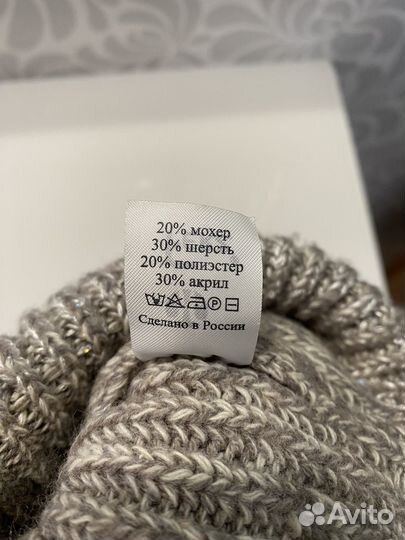 20% мохер
30% шерсть
20% полиэстер
30% акрил
Сделано в России
Avito